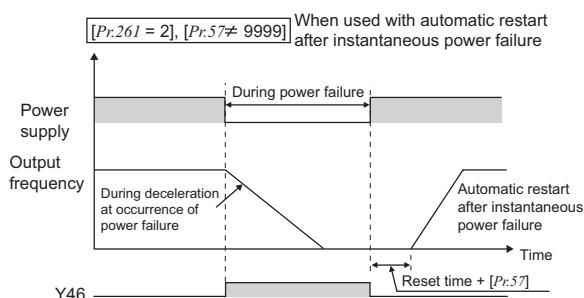 [Pr.261 = 2], [Pr.57≠ 9999]
When used with automatic restart
after instantaneous power failure
During power failure
Power
supply
Output
frequency
During deceleration
at occurrence of
power failure
Automatic restart
after instantaneous
power failure
Time
Reset time + [Pr.57]
Y46